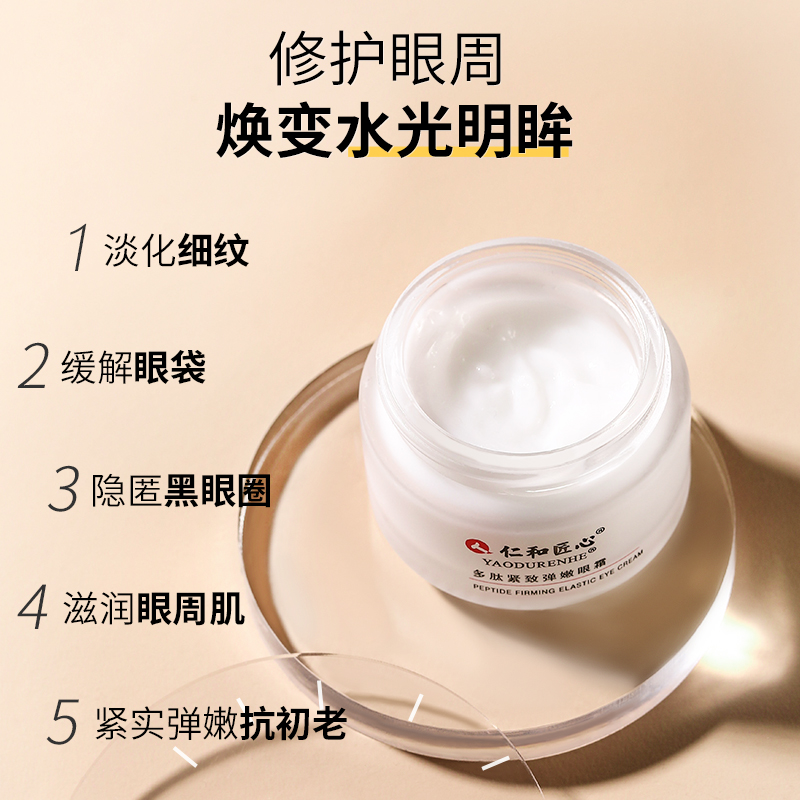 修护眼周
焕变水光明眸
1 淡化细纹
2 缓解眼袋
3 隐匿黑眼圈
4 滋润眼周肌
5 紧实弹嫩抗初老
仁和匠心®
YAODURENHE®
多肽紧致弹嫩眼霜
PEPTIDE FIRMING ELASTIC EYE CREAM